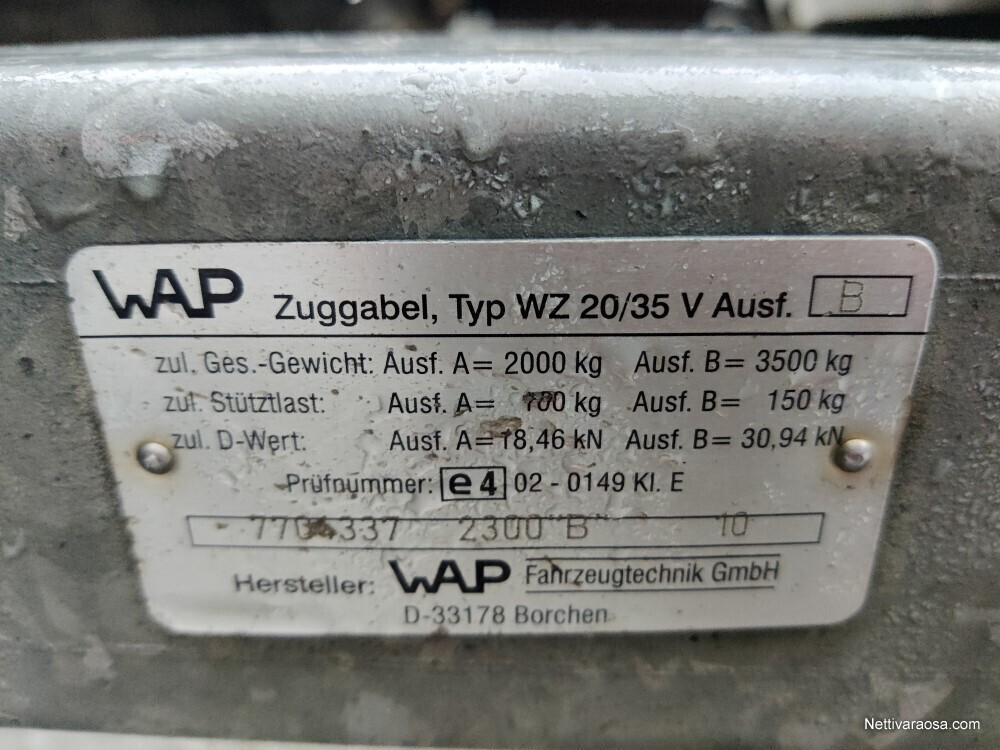 WAP Zuggabel, Typ WZ 20/35 V Ausf. B
zul. Ges.-Gewicht: Ausf. A= 2000 kg Ausf. B= 3500 kg
zul. Stütztlast: Ausf. A= kg Ausf. B= 150 kg
zul. D-Wert: Ausf. A=18,46 kN Ausf. B= 30,94 kN
Prüfnummer: e4 02 - 0149 Kl. E
2300"B" 10
Hersteller: WAP Fahrzeugtechnik GmbH
D-33178 Borchen
Nettivaraosa.com